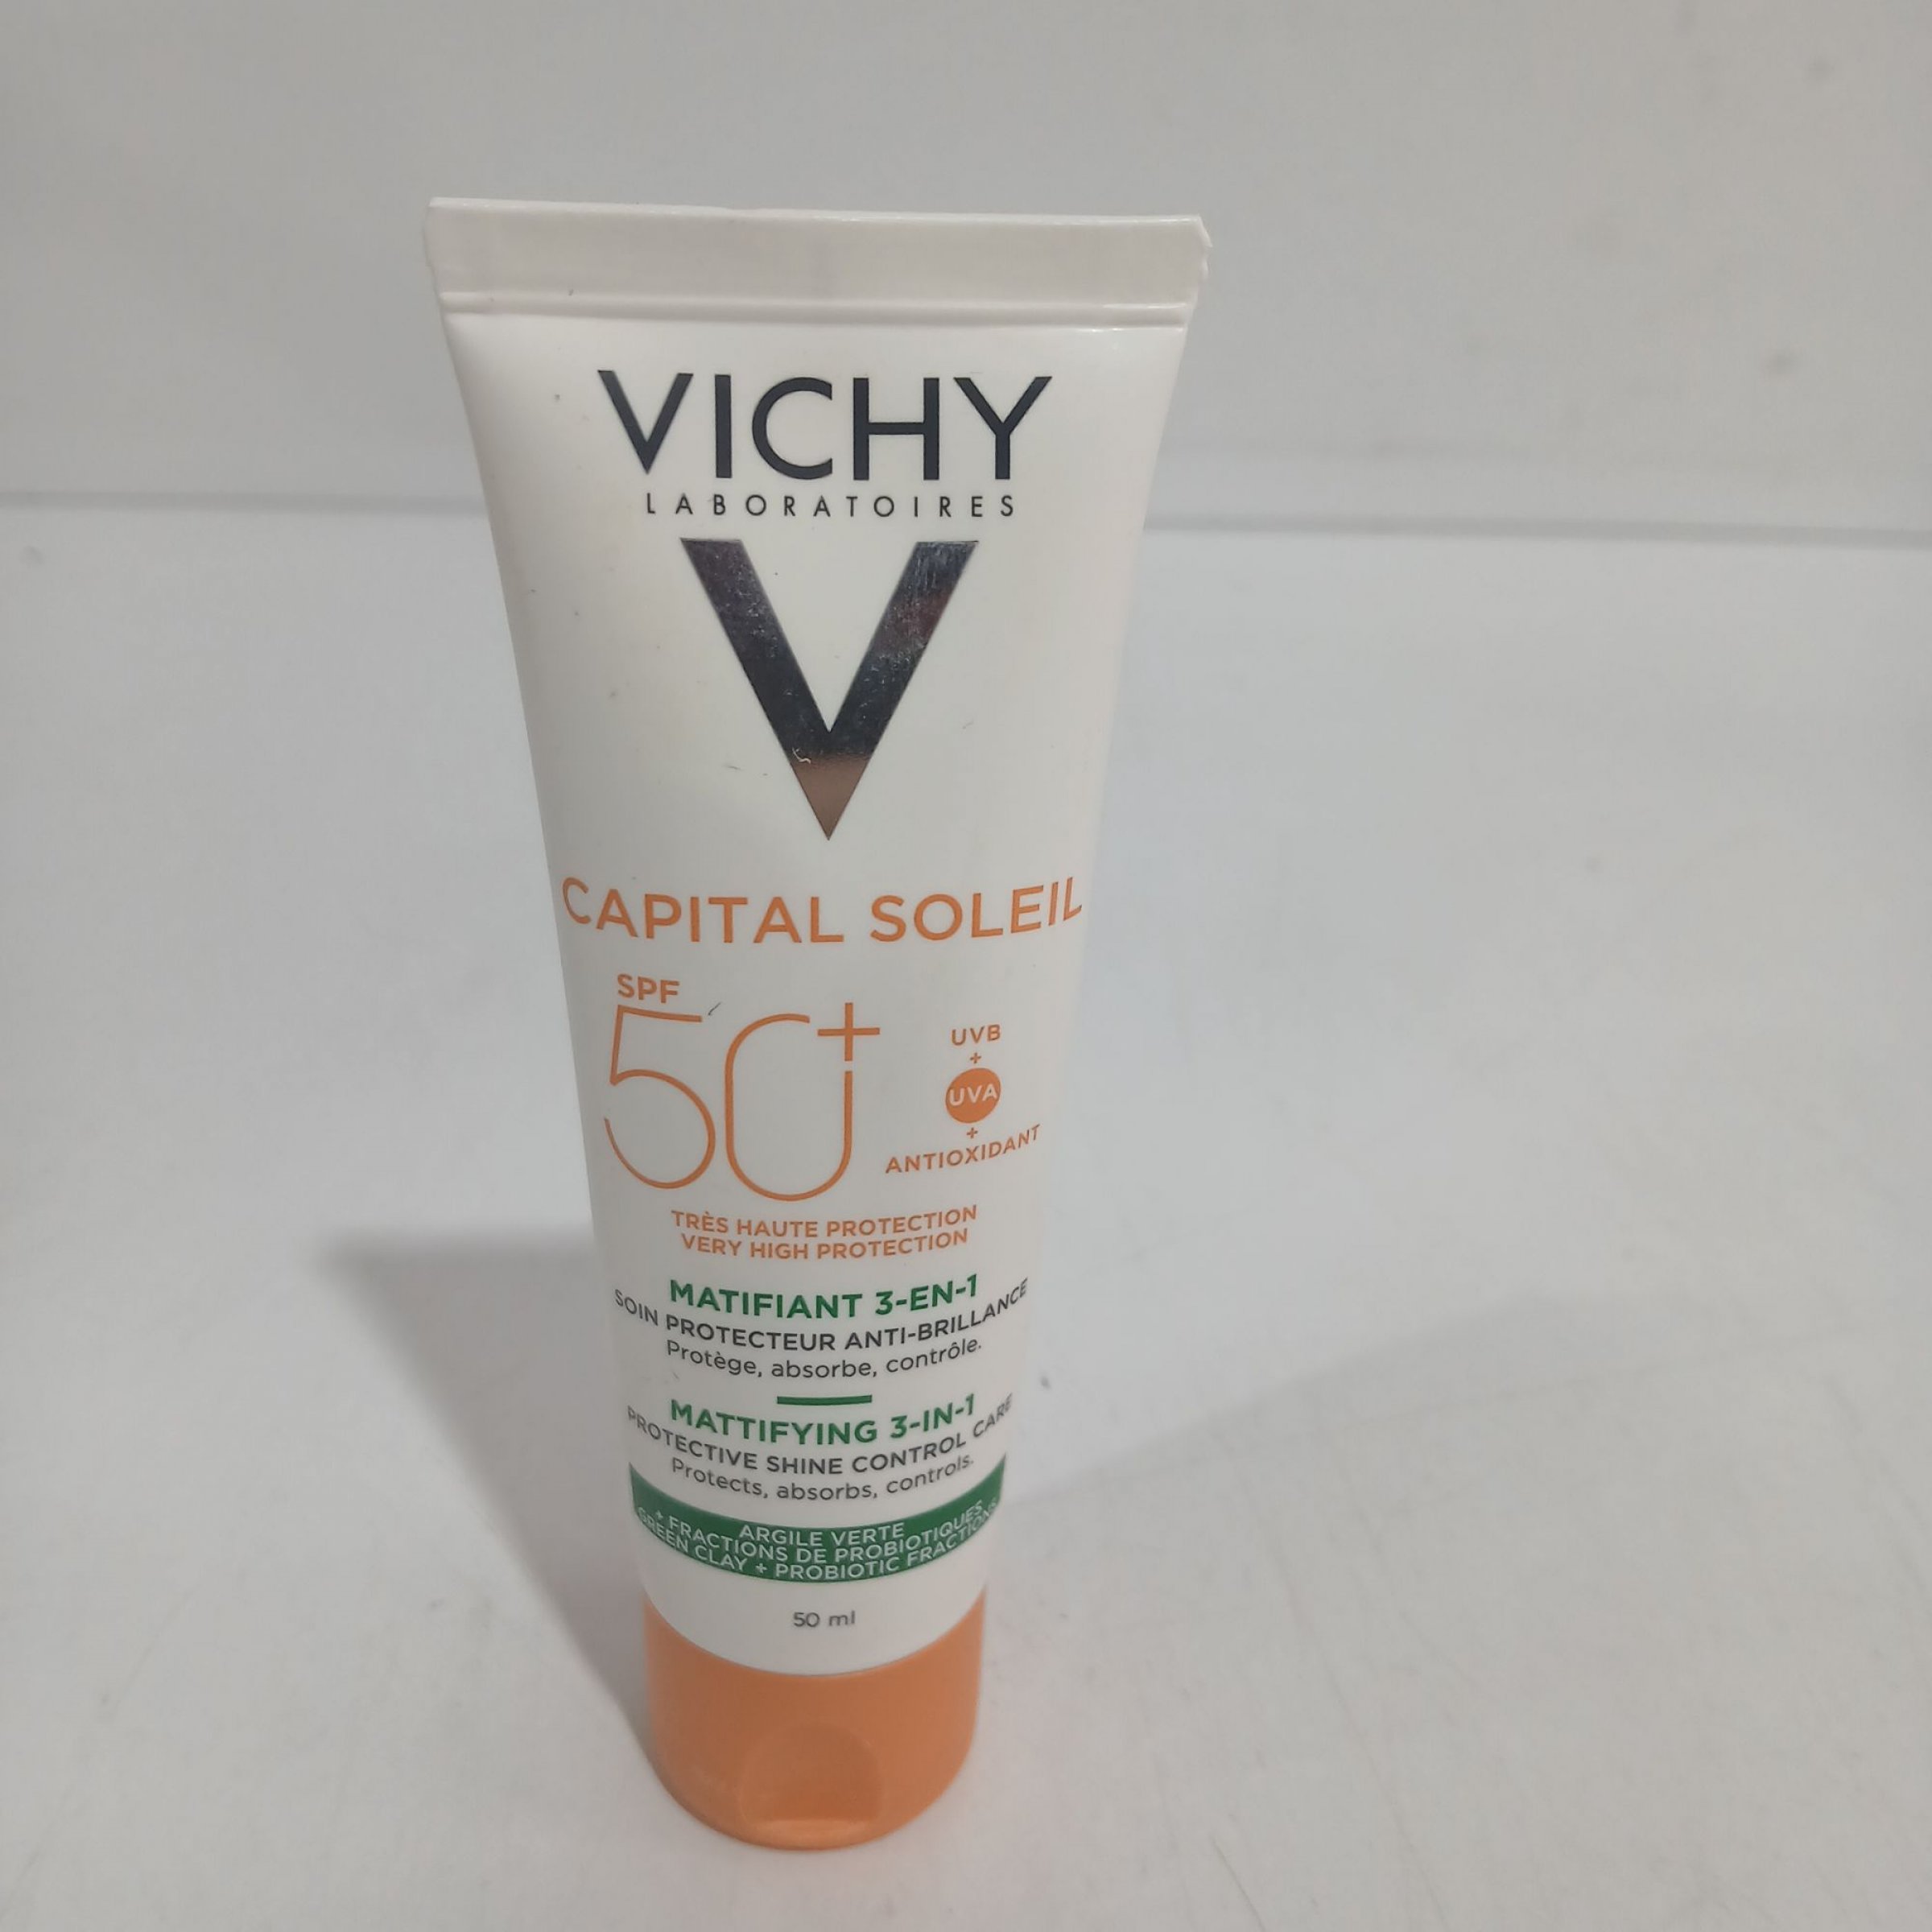 VICHY
LABORATOIRES
V
CAPITAL SOLEIL
SPF
50+
UVB
+
UVA
+
ANTIOXIDANT
TRÈS HAUTE PROTECTION
VERY HIGH PROTECTION
MATIFIANT 3-EN-1
SOIN PROTECTEUR ANTI-BRILLANCE
Protège, absorbe, contrôle.
MATTIFYING 3-IN-1
PROTECTIVE SHINE CONTROL CARE
Protects, absorbs, controls.
ARGILE VERTE
+ FRACTIONS DE PROBIOTIQUES
GREEN CLAY + PROBIOTIC FRACTIONS
50 ml